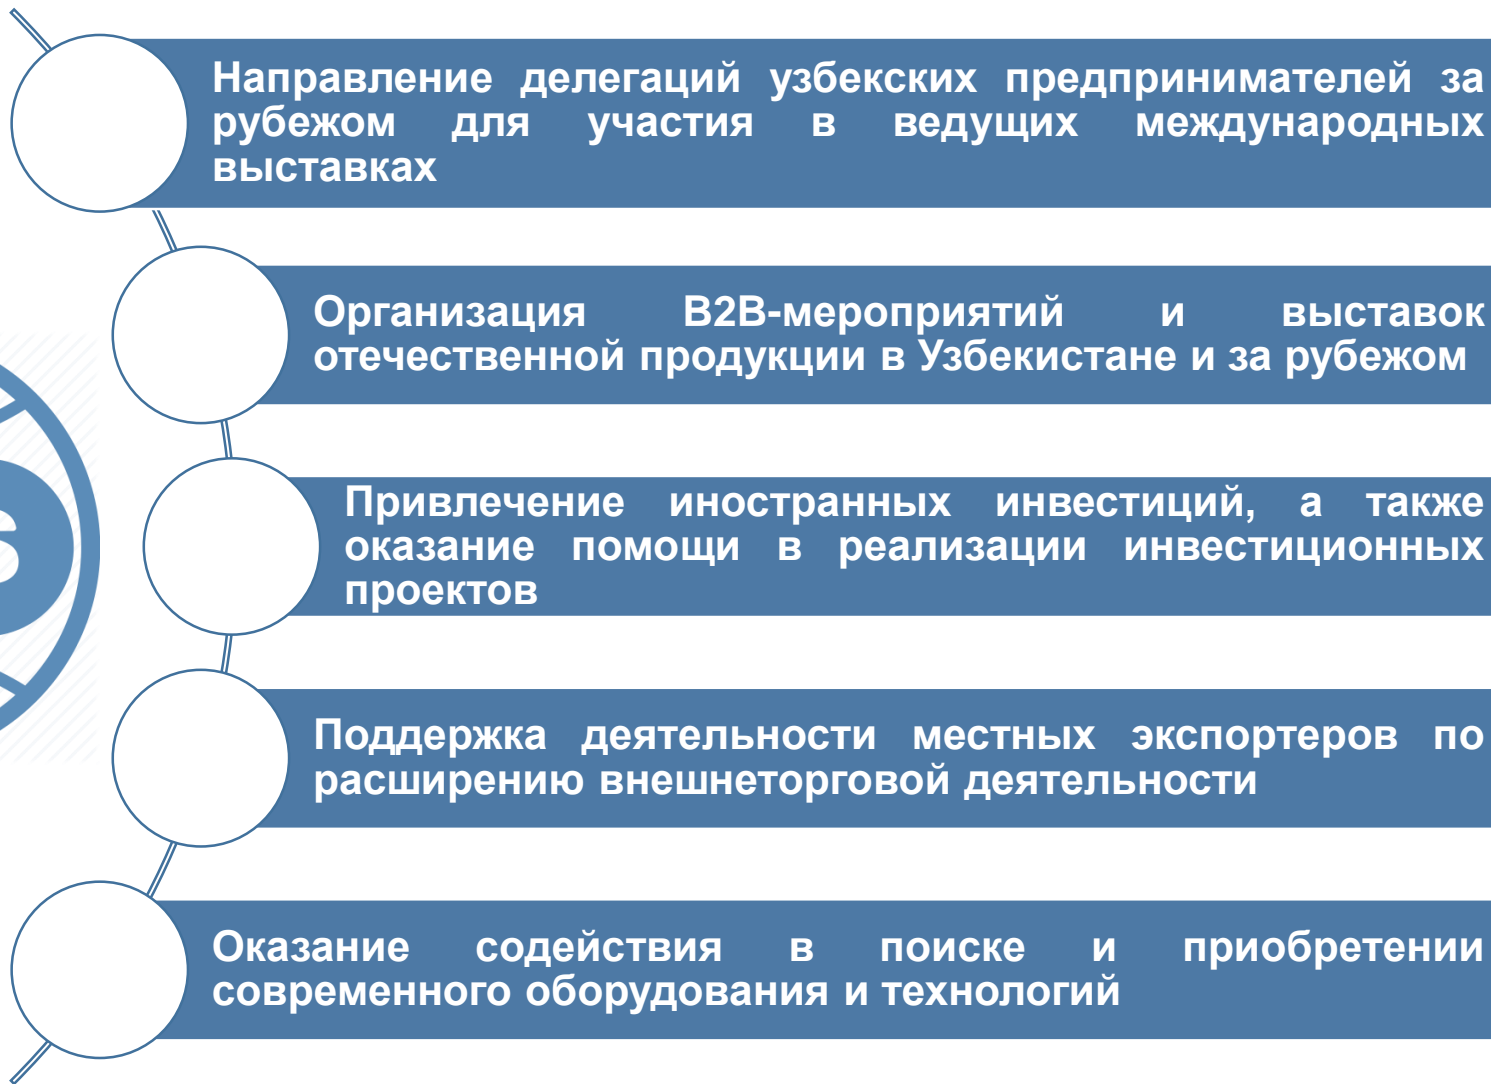 Направление делегаций узбекских предпринимателей за
рубежом для участия в ведущих международных
выставках
Организация B2B-мероприятий и выставок
отечественной продукции в Узбекистане и за рубежом
Привлечение иностранных инвестиций, а также
оказание помощи в реализации инвестиционных
проектов
Поддержка деятельности местных экспортеров по
расширению внешнеторговой деятельности
Оказание содействия в поиске и приобретении
современного оборудования и технологий